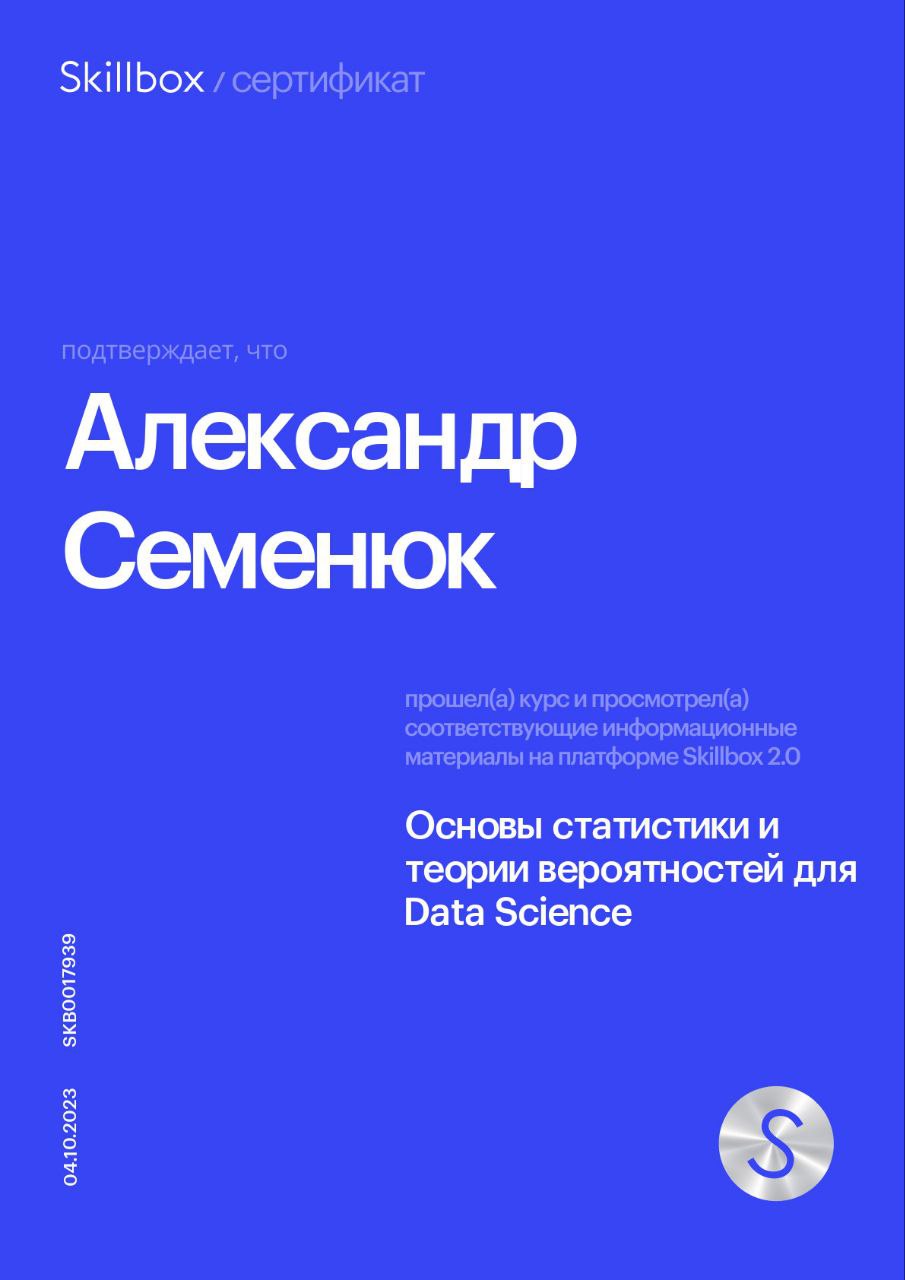 Skillbox / сертификат
подтверждает, что
Александр
Семенюк
прошел(а) курс и просмотрел(а)
соответствующие информационные
материалы на платформе Skillbox 2.0
Основы статистики и
теории вероятностей для
Data Science
SKB0017939
04.10.2023
S